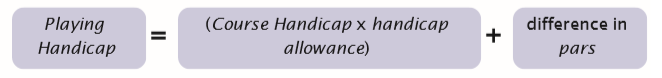 Playing
Handicap
=
(Course Handicap x handicap
allowance)
+
difference in
pars